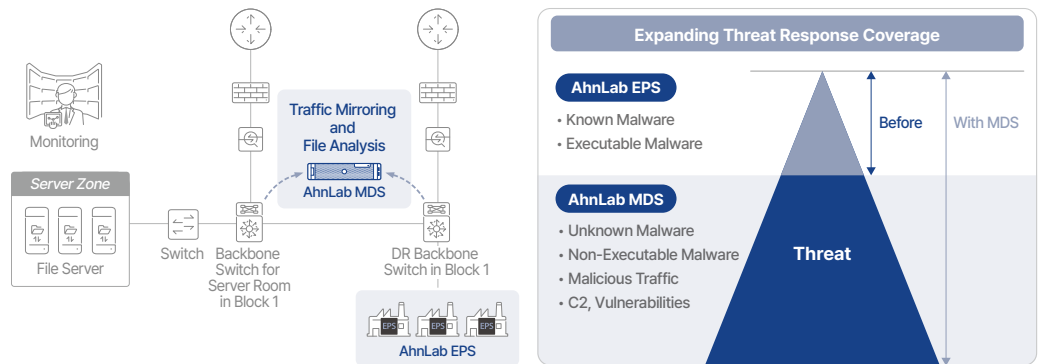 Monitoring
Server Zone
File Server
Switch
Backbone
Switch for
Server Room
in Block 1
Traffic Mirroring
and
File Analysis
AhnLab MDS
DR Backbone
Switch in Block 1
EPS
EPS
EPS
AhnLab EPS
Expanding Threat Response Coverage
AhnLab EPS
• Known Malware
• Executable Malware
Before
With MDS
AhnLab MDS
• Unknown Malware
• Non-Executable Malware
• Malicious Traffic
• C2, Vulnerabilities
Threat